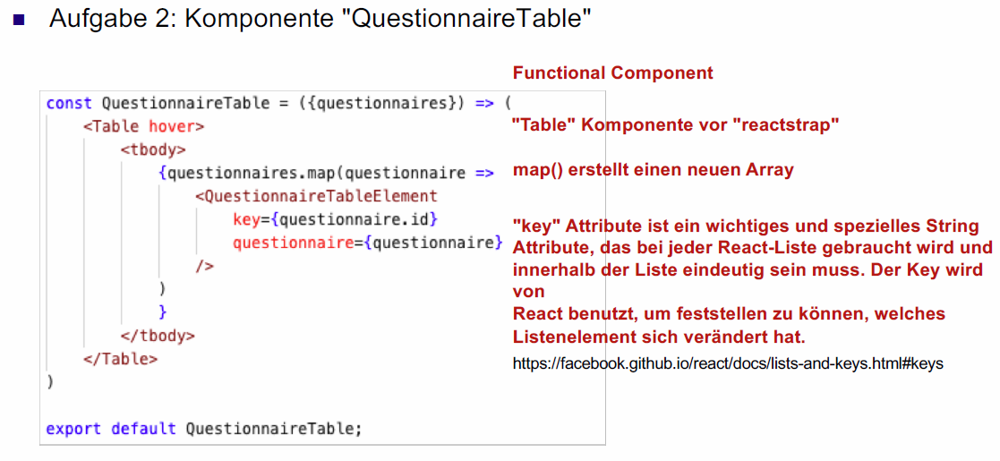 Aufgabe 2: Komponente "QuestionnaireTable"
Functional Component
const QuestionnaireTable = ({questionnaires}) => (
<Table hover>
"Table" Komponente vor "reactstrap"
<tbody>
{questionnaires.map(questionnaire =>
map() erstellt einen neuen Array
<QuestionnaireTableElement
key={questionnaire.id}
questionnaire={questionnaire}
/>
)
}
</tbody>
</Table>
)
export default QuestionnaireTable;
"key" Attribute ist ein wichtiges und spezielles String
Attribute, das bei jeder React-Liste gebraucht wird und
innerhalb der Liste eindeutig sein muss. Der Key wird
von
React benutzt, um feststellen zu können, welches
Listenelement sich verändert hat.
https://facebook.github.io/react/docs/lists-and-keys.html#keys